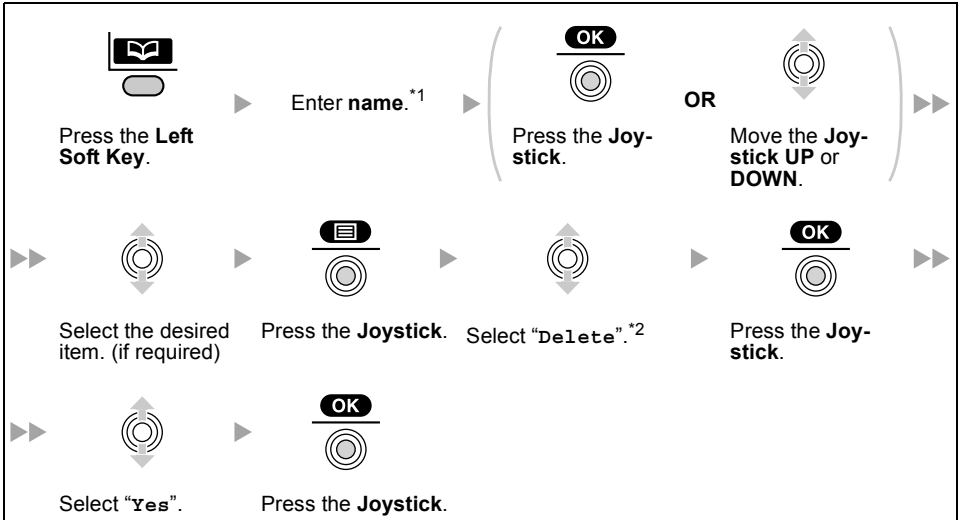 OK
OK
Enter name.*1
OR
Press the Left
Soft Key.
Press the Joy-
stick.
Move the Joy-
stick UP or
DOWN.
OK
Select the desired
item. (if required)
Press the Joystick.
Select “Delete”.*2
Press the Joy-
stick.
OK
Select “Yes”.
Press the Joystick.